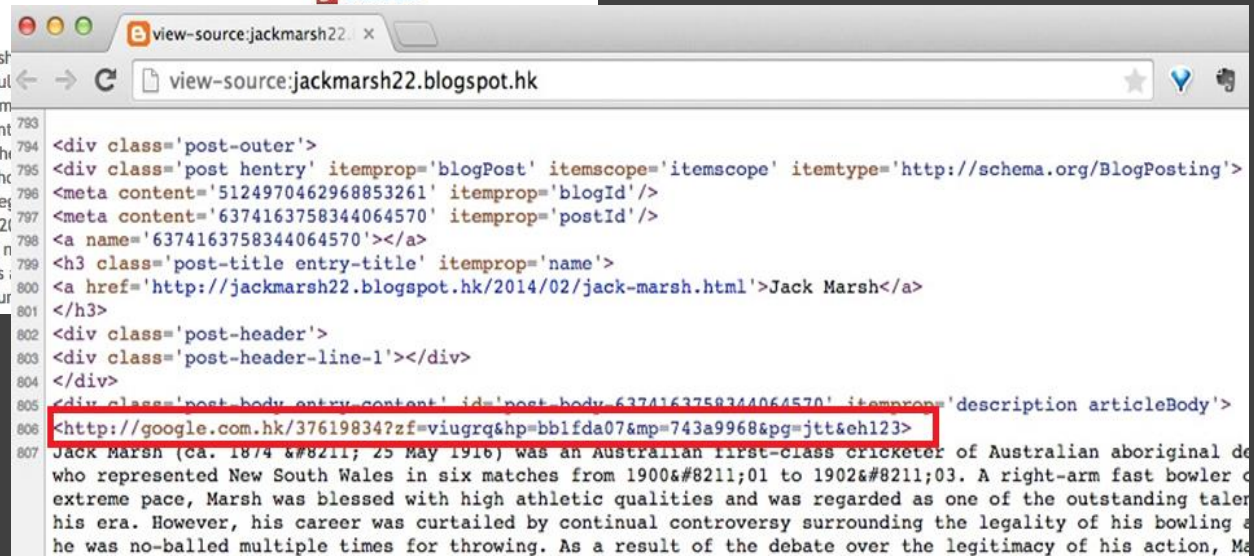 view-source:jackmarsh22.
view-source:jackmarsh22.blogspot.hk
793
794 <div class='post-outer'>
795 <div class='post hentry' itemprop='blogPost' itemscope='itemscope' itemtype='http://schema.org/BlogPosting'>
796 <meta content='5124970462968853261' itemprop='blogId'/>
797 <meta content='6374163758344064570' itemprop='postId'/>
798 <a name='6374163758344064570'></a>
799 <h3 class='post-title entry-title' itemprop='name'>
800 <a href='http://jackmarsh22.blogspot.hk/2014/02/jack-marsh.html'>Jack Marsh</a>
801 </h3>
802 <div class='post-header'>
803 <div class='post-header-line-1'></div>
804 </div>
805 <div class='post-body entry-content' id='post-body-6374163758344064570' itemprop='description articleBody'>
806 <http://google.com.hk/37619834?zf=viugrq&hp=bb1fda07&mp=743a9968&pg=jtt&eh123>
807 Jack Marsh (ca. 1874 &#8211; 25 May 1916) was an Australian first-class cricketer of Australian aboriginal
who represented New South Wales in six matches from 1900&#8211;01 to 1902&#8211;03. A right-arm fast bowler
extreme pace, Marsh was blessed with high athletic qualities and was regarded as one of the outstanding
his era. However, his career was curtailed by continual controversy surrounding the legality of his bowling
he was no-balled multiple times for throwing. As a result of the debate over the legitimacy of his action,